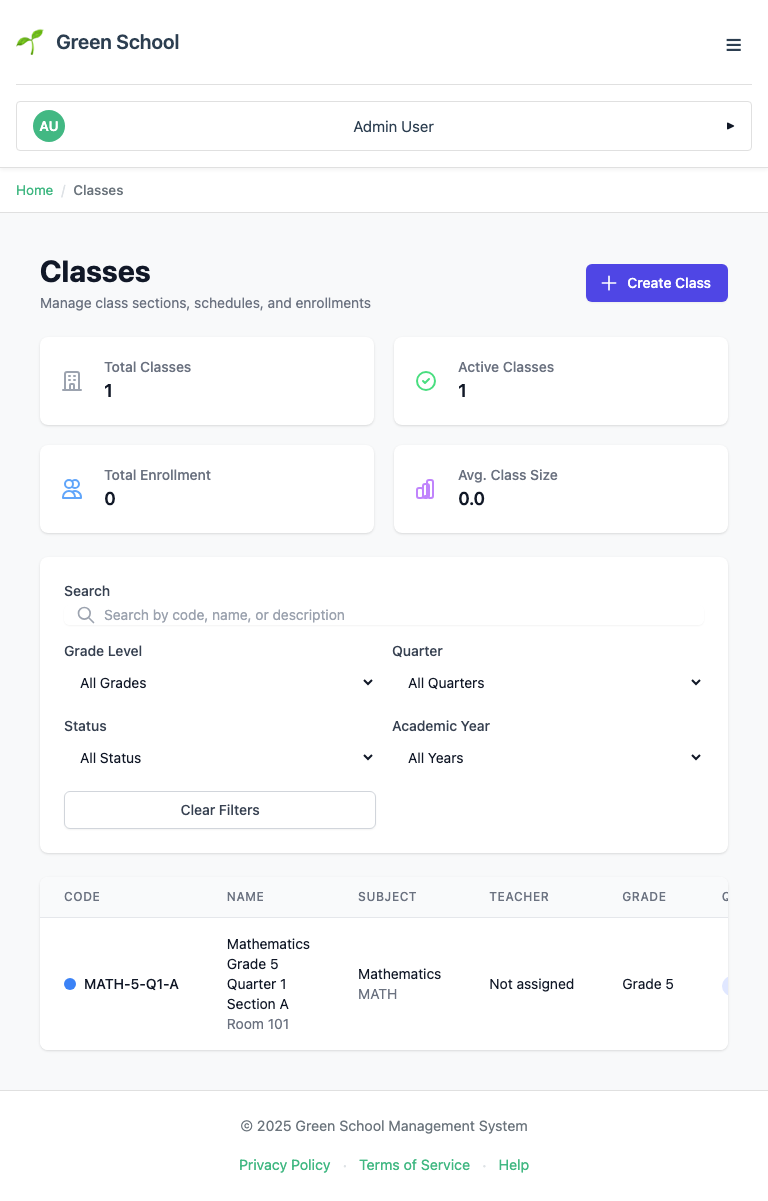 Green School
AU
Admin User
Home / Classes
Classes
Manage class sections, schedules, and enrollments
Create Class
Total Classes
1
Active Classes
1
Total Enrollment
0
Avg. Class Size
0.0
Search
Search by code, name, or description
Grade Level
Quarter
All Grades
All Quarters
Status
Academic Year
All Status
All Years
Clear Filters
CODE NAME SUBJECT TEACHER GRADE
MATH-5-Q1-A
Mathematics
Grade 5
Quarter 1
Section A
Room 101
Mathematics
MATH
Not assigned
Grade 5
© 2025 Green School Management System
Privacy Policy · Terms of Service · Help